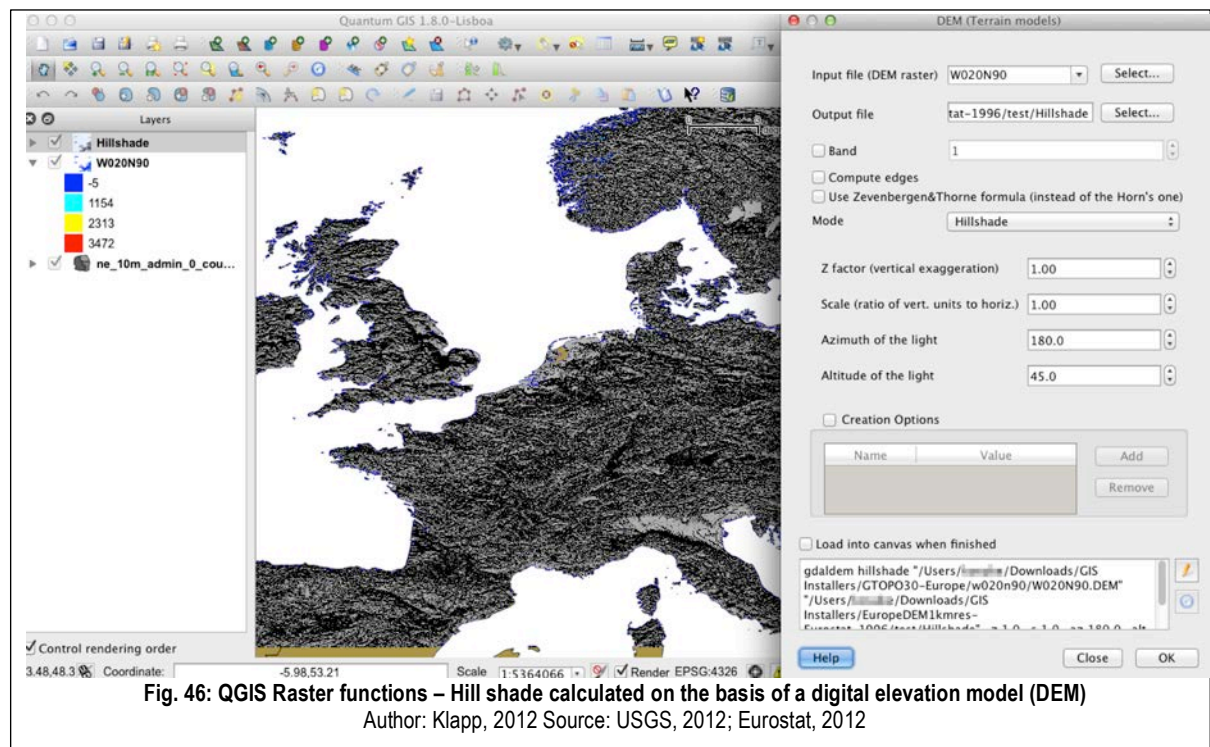 Quantum GIS 1.8.0-Lisboa
Layers
Hillshade
W020N90
-5
1154
2313
3472
ne_10m_admin_0_cou...
Control rendering order
3.48,48.3
Coordinate:
-5.98,53.21
Scale
1:5364066
Render
EPSG:4326
DEM (Terrain models)
Input file (DEM raster)
W020N90
Select...
Output file
tat-1996/test/Hillshade
Select...
Band
1
Compute edges
Use Zevenbergen&Thorne formula (instead of the Horn's one)
Mode
Hillshade
Z factor (vertical exaggeration)
1.00
Scale (ratio of vert. units to horiz.)
1.00
Azimuth of the light
180.0
Altitude of the light
45.0
Creation Options
Name
Value
Add
Remove
Load into canvas when finished
gdaldem hillshade "/Users/ /Downloads/GIS
Installers/GTOPO30-Europe/w020n90/W020N90.DEM"
"/Users/ /Downloads/GIS
Installers/EuropeDEM1kmres-
Help
Close
OK
Fig. 46: QGIS Raster functions – Hill shade calculated on the basis of a digital elevation model (DEM)
Author: Klapp, 2012 Source: USGS, 2012; Eurostat, 2012